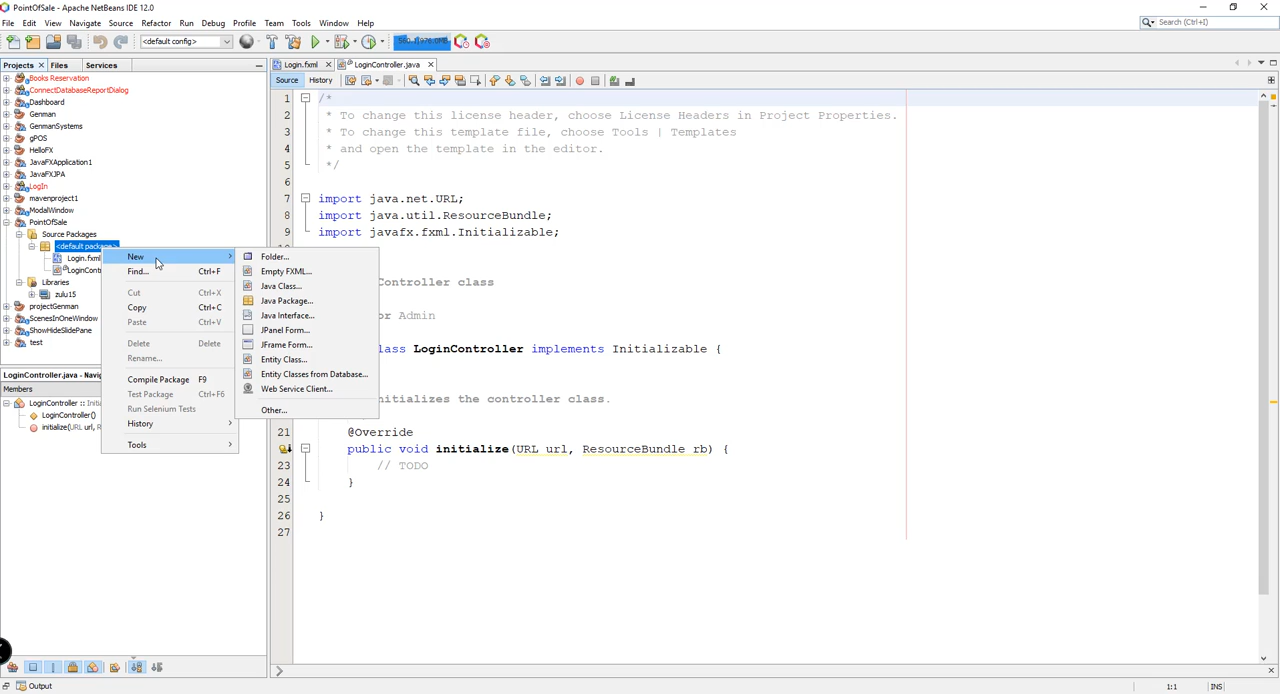 PointOfSale - Apache NetBeans IDE 12.0
File Edit View Navigate Source Refactor Run Debug Profile Team Tools Window Help
Search (Ctrl+I)
<default config>
Projects Files Services
Login.fxml LoginController.java
Source History
Books Reservation
ConnectDatabaseReportDialog
Dashboard
Genman
GenmanSystems
gPOS
HelloFX
JavaFXApplication1
JavaFXJPA
LogIn
mavenproject1
ModalWindow
PointOfSale
Source Packages
<default package>
Login.fxml
LoginCont
Libraries
zulu15
projectGenman
ScenesInOneWindow
ShowHideSlidePane
test
New
Find... Ctrl+F
Cut Ctrl+X
Copy Ctrl+C
Paste Ctrl+V
Delete Delete
Rename...
Compile Package F9
Test Package Ctrl+F6
Run Selenium Tests
History
Tools
Folder...
Empty FXML...
Java Class...
Java Package...
Java Interface...
JPanel Form...
JFrame Form...
Entity Class...
Entity Classes from Database...
Web Service Client...
Other...
1 /*
2 * To change this license header, choose License Headers in Project Properties.
3 * To change this template file, choose Tools | Templates
4 * and open the template in the editor.
5 */
6
7 import java.net.URL;
8 import java.util.ResourceBundle;
9 import javafx.fxml.Initializable;
Controller class
or Admin
lass LoginController implements Initializable {
nitializes the controller class.
21 @Override
22 public void initialize(URL url, ResourceBundle rb) {
23 // TODO
24 }
25
26 }
27
LoginController.java - Navig
Members
LoginController :: Initia
LoginController()
initialize(URL url, R
Output
1:1 INS